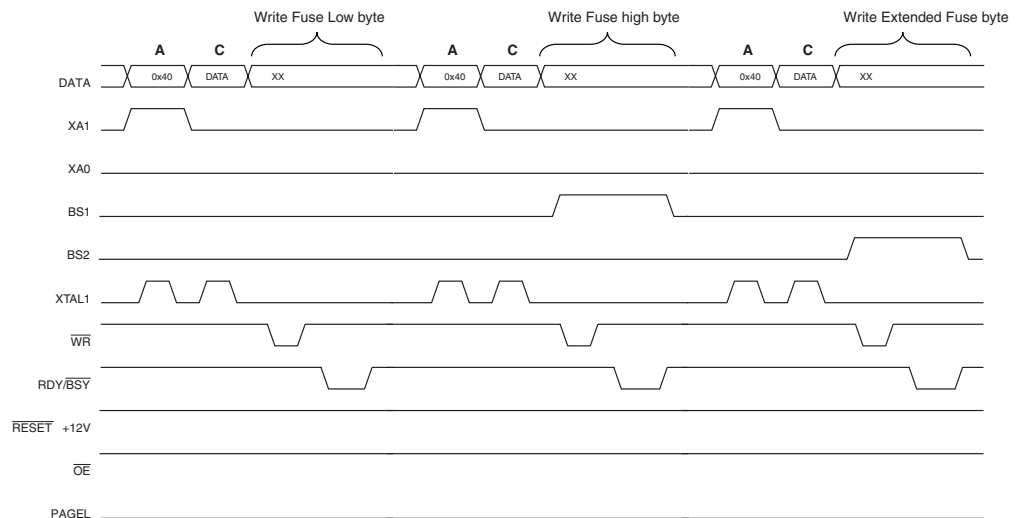 Write Fuse Low byte Write Fuse high byte Write Extended Fuse byte
A C A C A C
DATA 0x40 DATA XX 0x40 DATA XX 0x40 DATA XX
XA1
XA0
BS1
BS2
XTAL1
WR
RDY/BSY
RESET +12V
OE
PAGEL